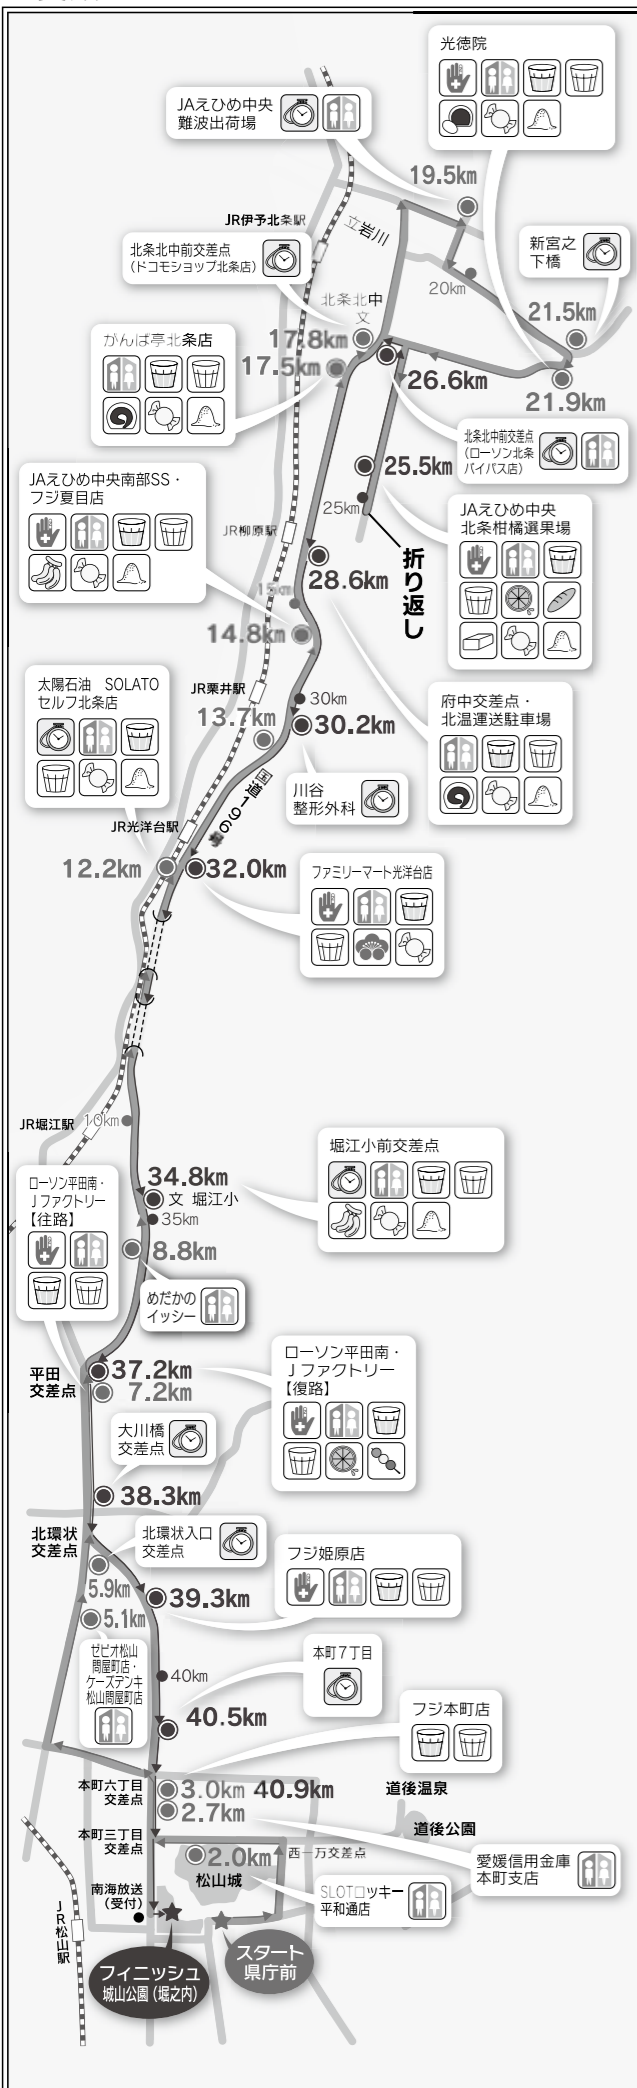 光徳院
JAえひめ中央
難波出荷場
19.5km
JR伊予北条駅
立岩川
北条北中前交差点
(ドコモショップ北条店)
新宮之
下橋
20km
21.5km
北条北中
文
がんば亭北条店
17.8km
17.5km
26.6km
21.9km
北条北中前交差点
(ローソン北条
バイパス店)
25.5km
JAえひめ中央南部SS・
フジ夏目店
25km
JAえひめ中央
北条柑橘選果場
JR柳原駅
折り返し
28.6km
15km
14.8km
太陽石油 SOLATO
セルフ北条店
JR粟井駅
30km
府中交差点・
北温運送駐車場
13.7km
30.2km
国道196号
川谷
整形外科
JR光洋台駅
12.2km
32.0km
ファミリーマート光洋台店
JR堀江駅
10km
堀江小前交差点
34.8km
ローソン平田南・
Jファクトリー
【往路】
文 堀江小
35km
8.8km
めだかの
イッシー
平田
交差点
37.2km
7.2km
ローソン平田南・
Jファクトリー
【復路】
大川橋
交差点
38.3km
北環状
交差点
北環状入口
交差点
フジ姫原店
5.9km
39.3km
5.1km
ゼビオ松山
問屋町店・
ケーズデンキ
松山問屋町店
本町7丁目
40km
40.5km
フジ本町店
本町六丁目
交差点
3.0km 40.9km
2.7km
道後温泉
本町三丁目
交差点
道後公園
2.0km
西一万交差点
松山城
愛媛信用金庫
本町支店
南海放送
(受付)
SLOTロッキー
平和通店
JR松山駅
フィニッシュ
城山公園(堀之内)
スタート
県庁前